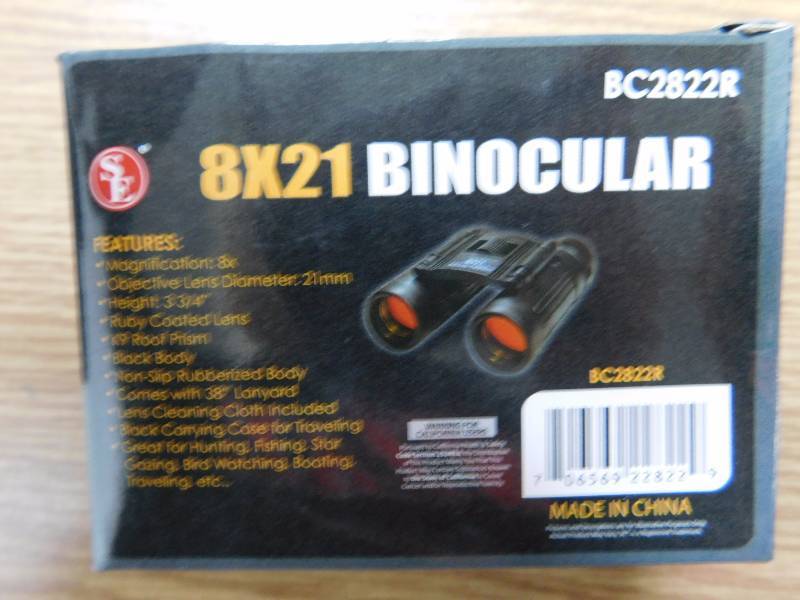 BC2822R
SE
8X21 BINOCULAR
FEATURES:
• Magnification: 8x
• Objective Lens Diameter: 21mm
• Height: 3 3/4"
• Ruby Coated Lens
• K9 Roof Prism
• Black Body
• Non-Slip Rubberized Body
• Comes with 38" Lanyard
• Lens Cleaning Cloth Included
• Black Carrying Case for Traveling
• Great for Hunting, Fishing, Star
Gazing, Bird Watching, Boating,
Traveling, etc..
WARNING FOR
CALIFORNIA USERS
BC2822R
7 06569 22822 9
MADE IN CHINA